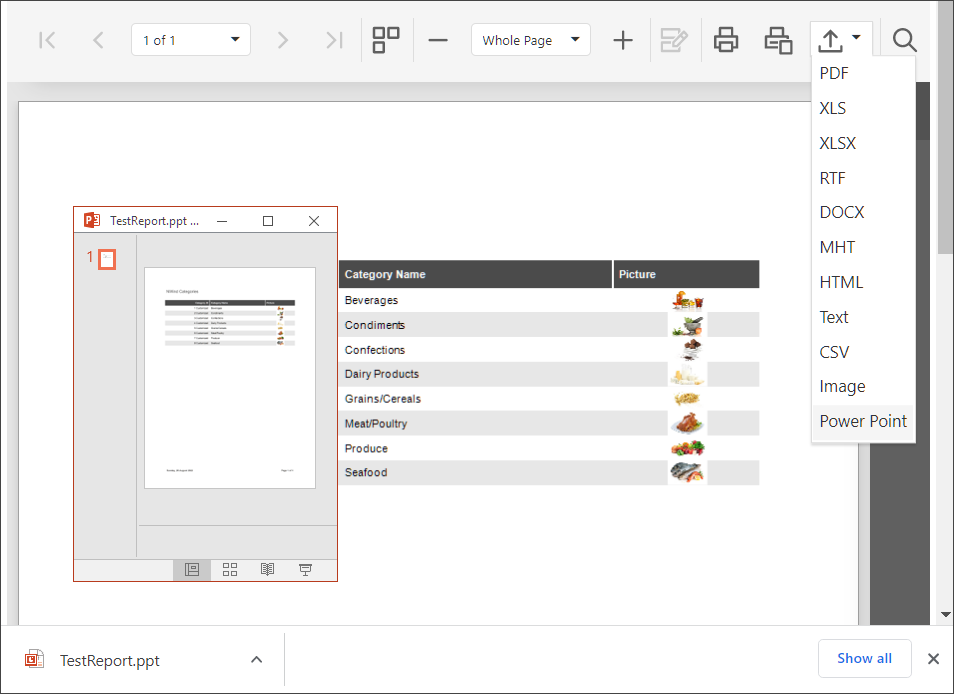 1 of 1
Whole Page
PDF
XLS
XLSX
RTF
DOCX
MHT
HTML
Text
CSV
Image
Power Point
TestReport.ppt ...
1
Category Name Picture
Beverages
Condiments
Confections
Dairy Products
Grains/Cereals
Meat/Poultry
Produce
Seafood
TestReport.ppt
Show all